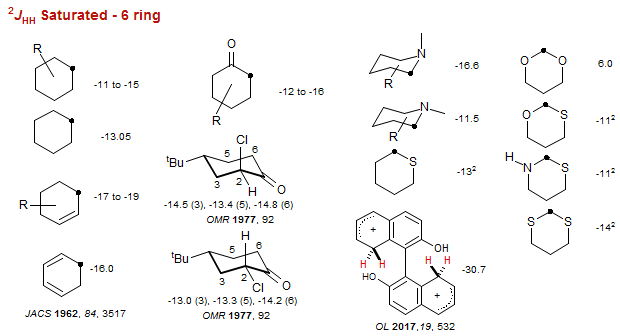 ²J_HH Saturated - 6 ring
R
-11 to -15
-13.05
R
-17 to -19
-16.0
JACS 1962, 84, 3517
O
R
-12 to -16
Cl
ᵗBu
5
6
3
2
H
O
-14.5 (3), -13.4 (5), -14.8 (6)
OMR 1977, 92
H
ᵗBu
5
6
3
2
Cl
O
-13.0 (3), -13.3 (5), -14.2 (6)
OMR 1977, 92
N
R
-16.6
N
R
-11.5
S
-13²
+
H
H
OH
HO
H
H
+
-30.7
OL 2017, 19, 532
O
O
6.0
O
S
-11²
H
N
S
-11²
S
S
-14²